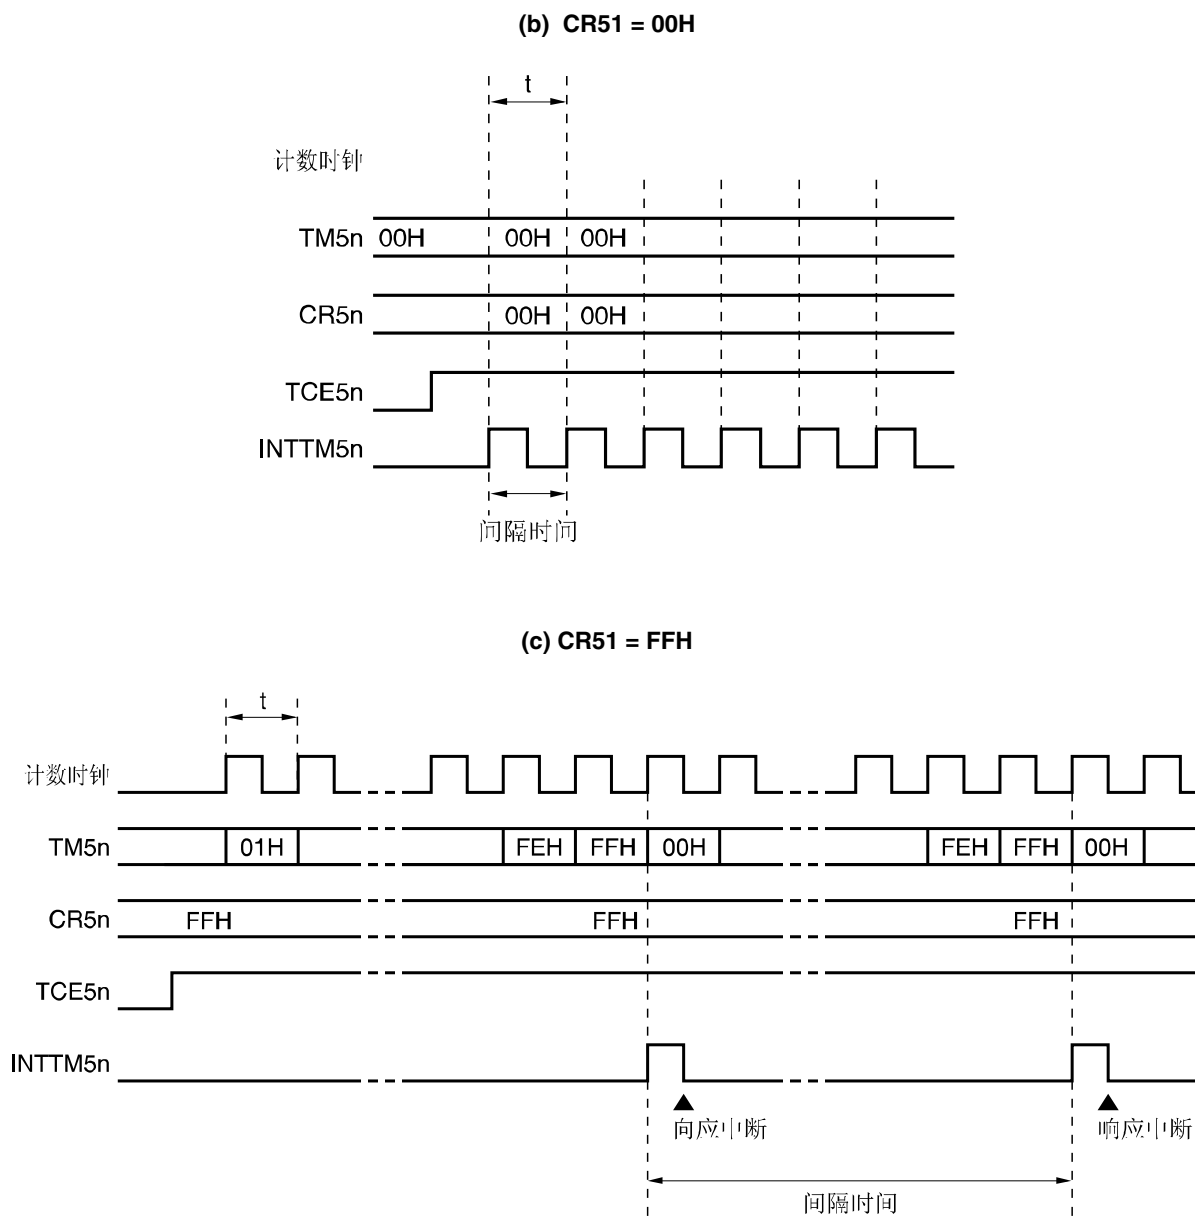 (b) CR51 = 00H
t
计数时钟
TM5n 00H 00H 00H
CR5n 00H 00H
TCE5n
INTTM5n
间隔时间
(c) CR51 = FFH
t
计数时钟
TM5n 01H FEH FFH 00H FEH FFH 00H
CR5n FFH FFH FFH
TCE5n
INTTM5n
向应中断 响应中断
间隔时间